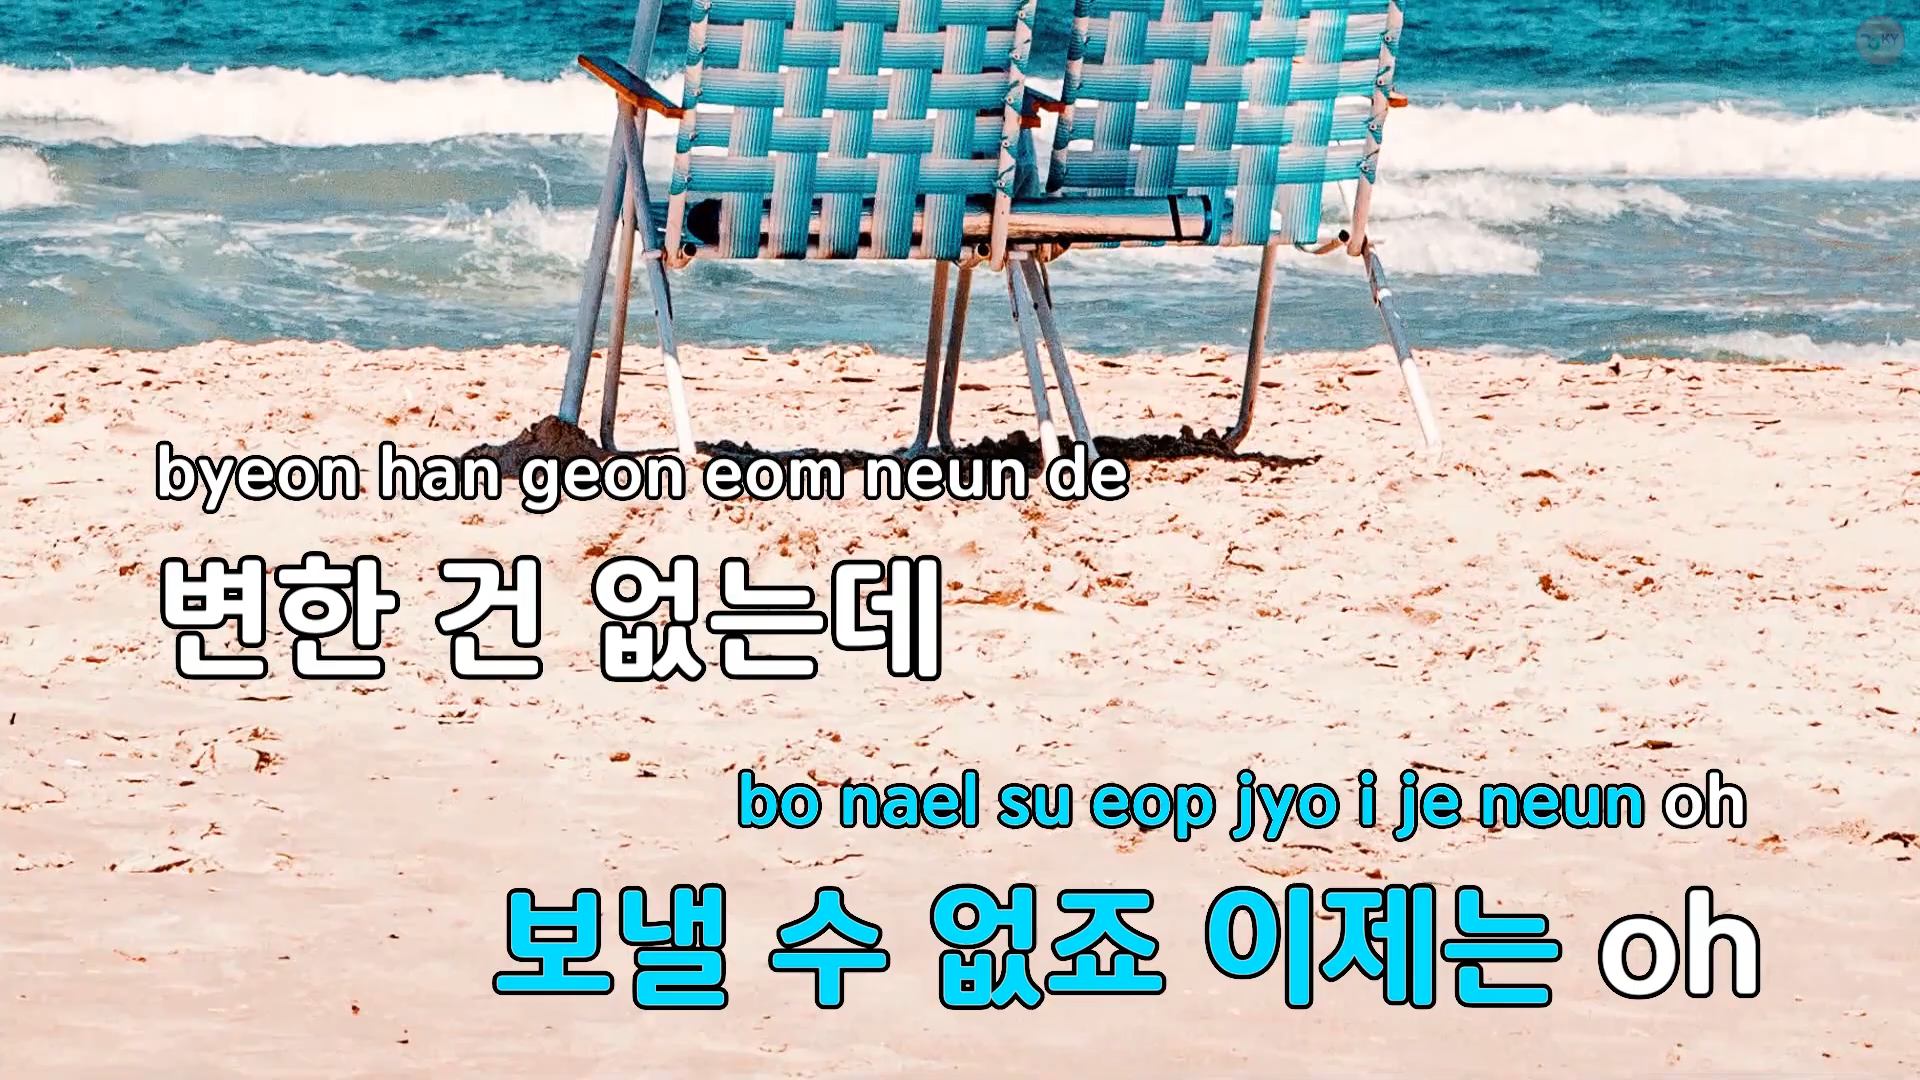 KY
byeon han geon eom neun de
변한 건 없는데
bo nael su eop jyo i je neun oh
보낼 수 없죠 이제는 oh